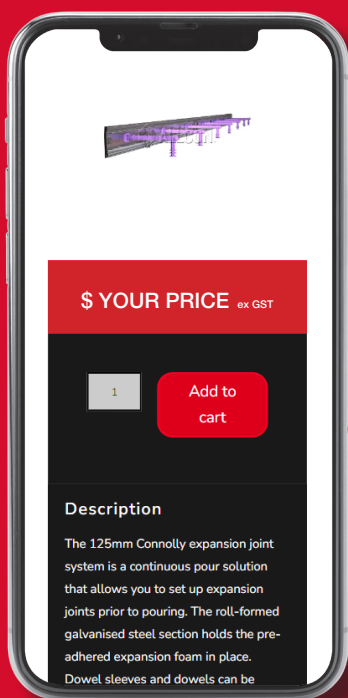 $ YOUR PRICE ex GST
1
Add to
cart
Description
The 125mm Connolly expansion joint
system is a continuous pour solution
that allows you to set up expansion
joints prior to pouring. The roll-formed
galvanised steel section holds the pre-
adhered expansion foam in place.
Dowel sleeves and dowels can be